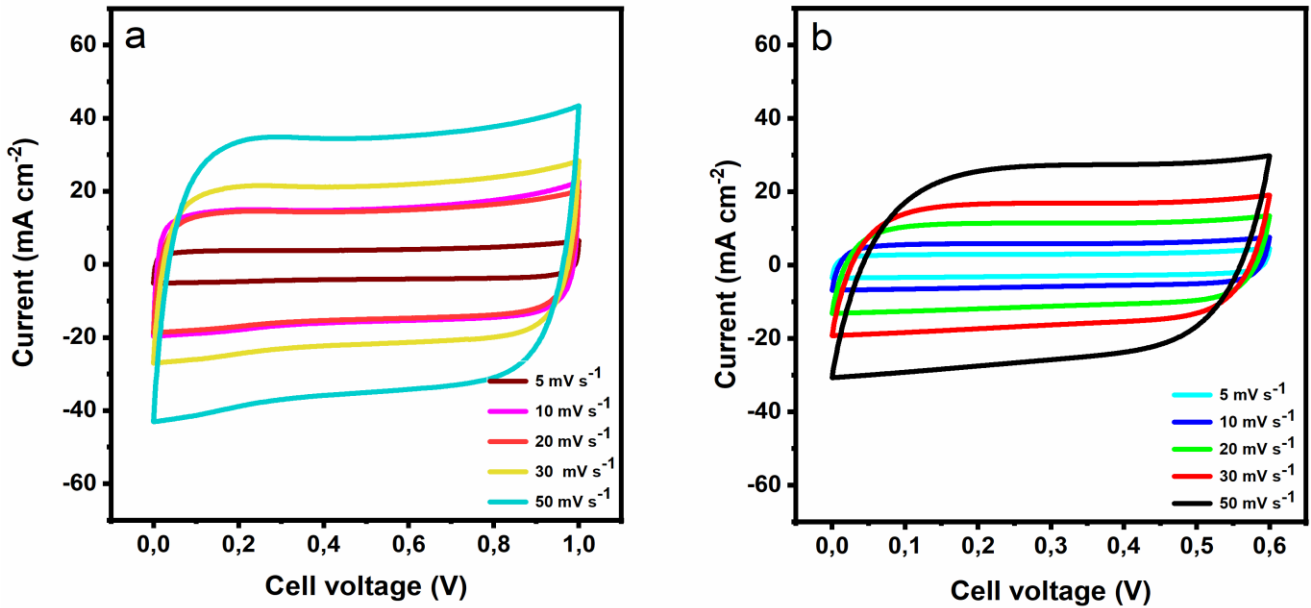 a
Current (mA cm-2)
60
40
20
0
-20
-40
-60
5 mV s-1
10 mV s-1
20 mV s-1
30 mV s-1
50 mV s-1
0,0 0,2 0,4 0,6 0,8 1,0
Cell voltage (V)
b
Current (mA cm-2)
60
40
20
0
-20
-40
-60
5 mV s-1
10 mV s-1
20 mV s-1
30 mV s-1
50 mV s-1
0,0 0,1 0,2 0,3 0,4 0,5 0,6
Cell voltage (V)